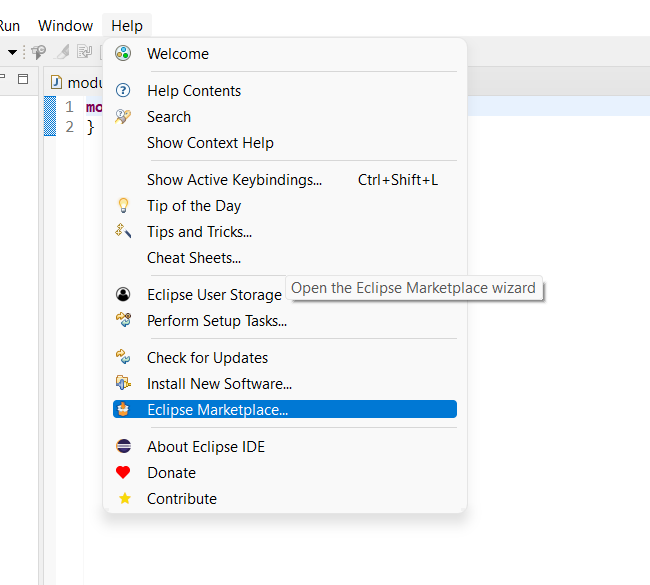 Run Window Help
Welcome
modu
Help Contents
1 mo
Search
2 }
Show Context Help
Show Active Keybindings... Ctrl+Shift+L
Tip of the Day
Tips and Tricks...
Cheat Sheets...
Open the Eclipse Marketplace wizard
Eclipse User Storage
Perform Setup Tasks...
Check for Updates
Install New Software...
Eclipse Marketplace...
About Eclipse IDE
Donate
Contribute